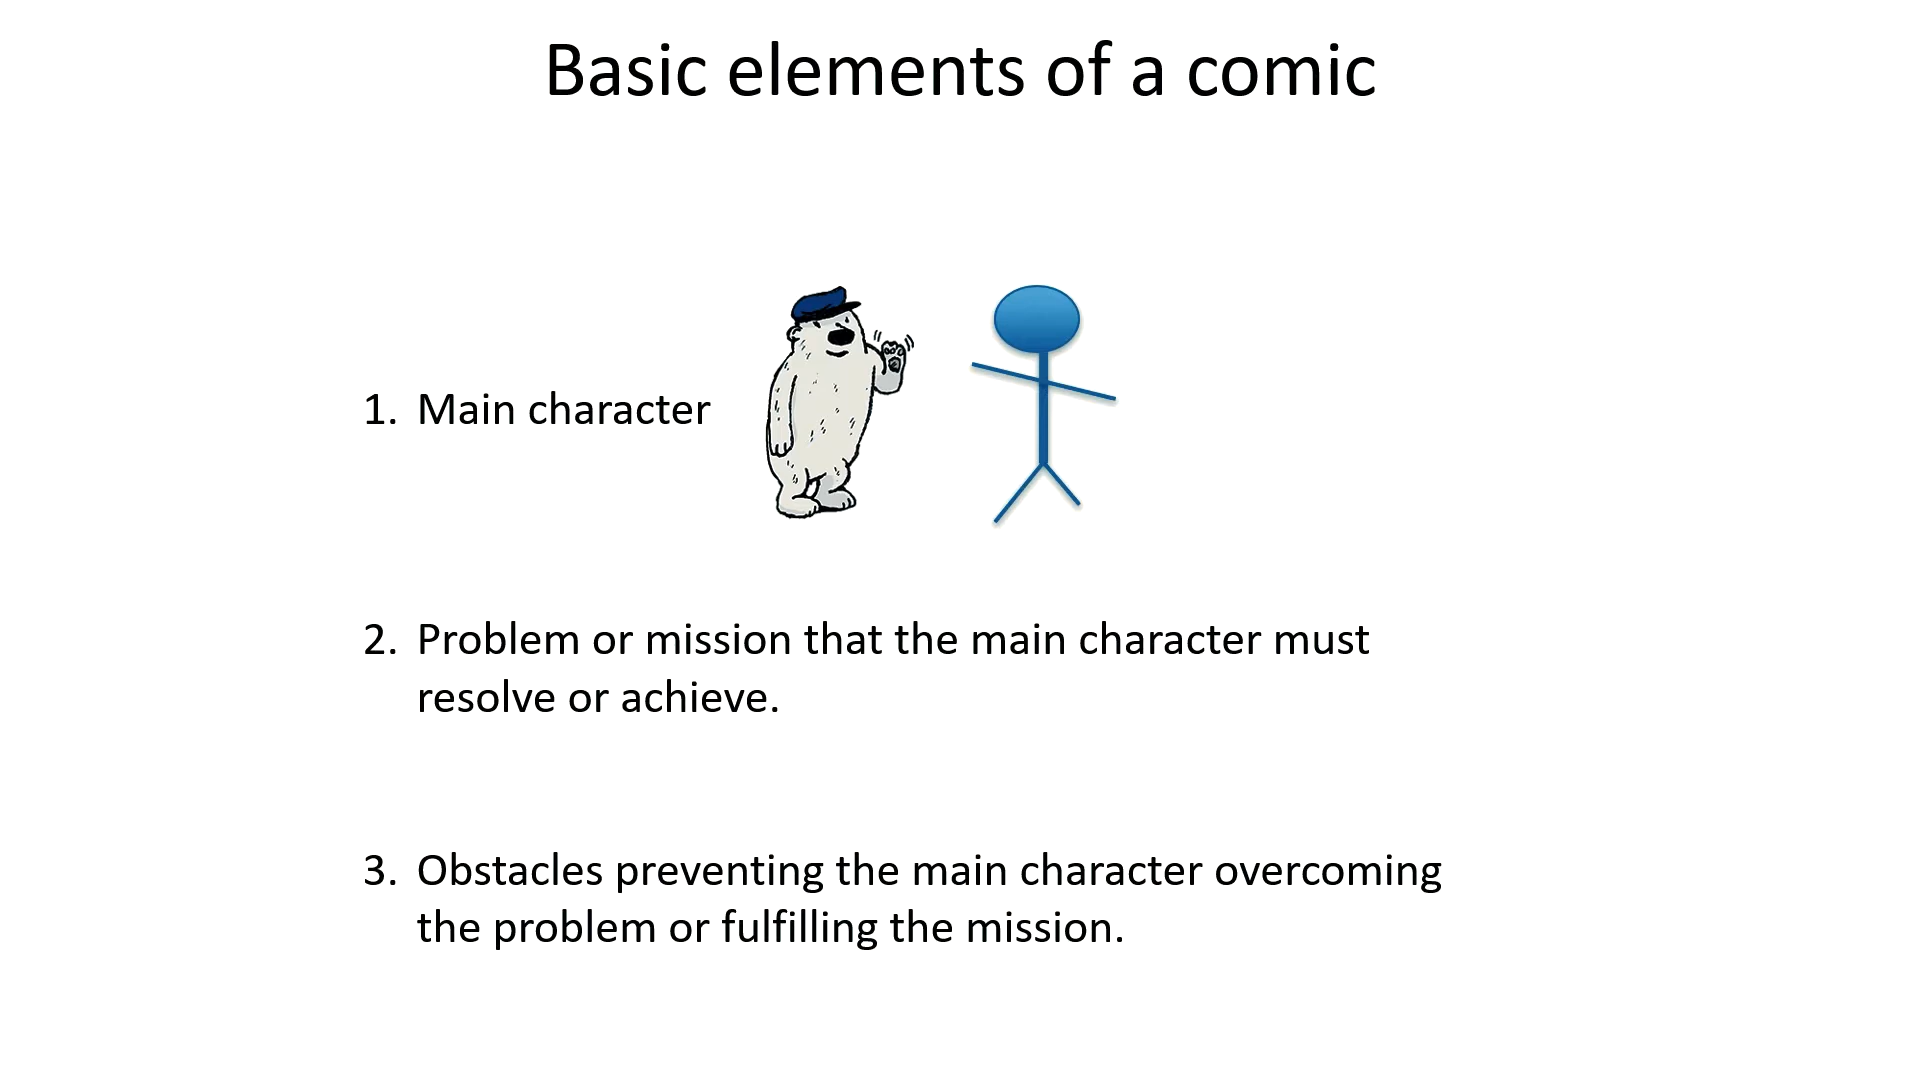 Basic elements of a comic
1. Main character
2. Problem or mission that the main character must
resolve or achieve.
3. Obstacles preventing the main character overcoming
the problem or fulfilling the mission.